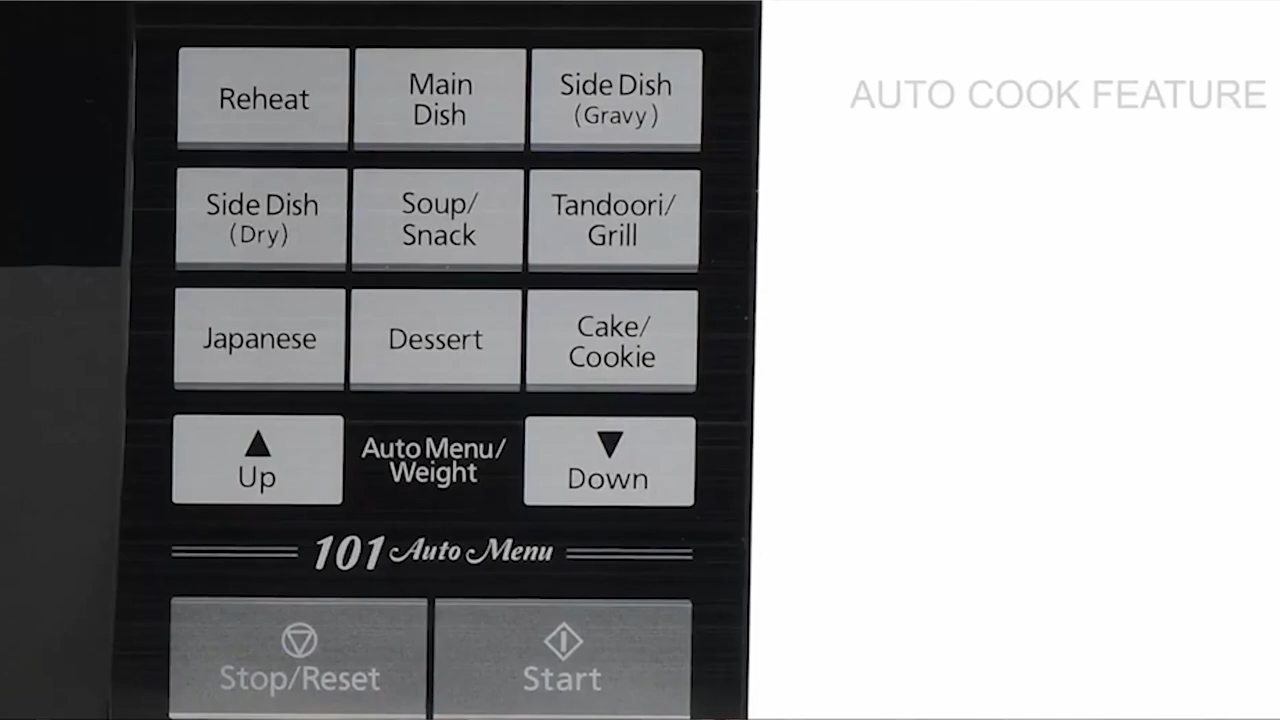 AUTO COOK FEATURE
Reheat
Main
Dish
Side Dish
(Gravy)
Side Dish
(Dry)
Soup/
Snack
Tandoori/
Grill
Japanese
Dessert
Cake/
Cookie
Up
Auto Menu/
Weight
Down
101 Auto Menu
Stop/Reset
Start